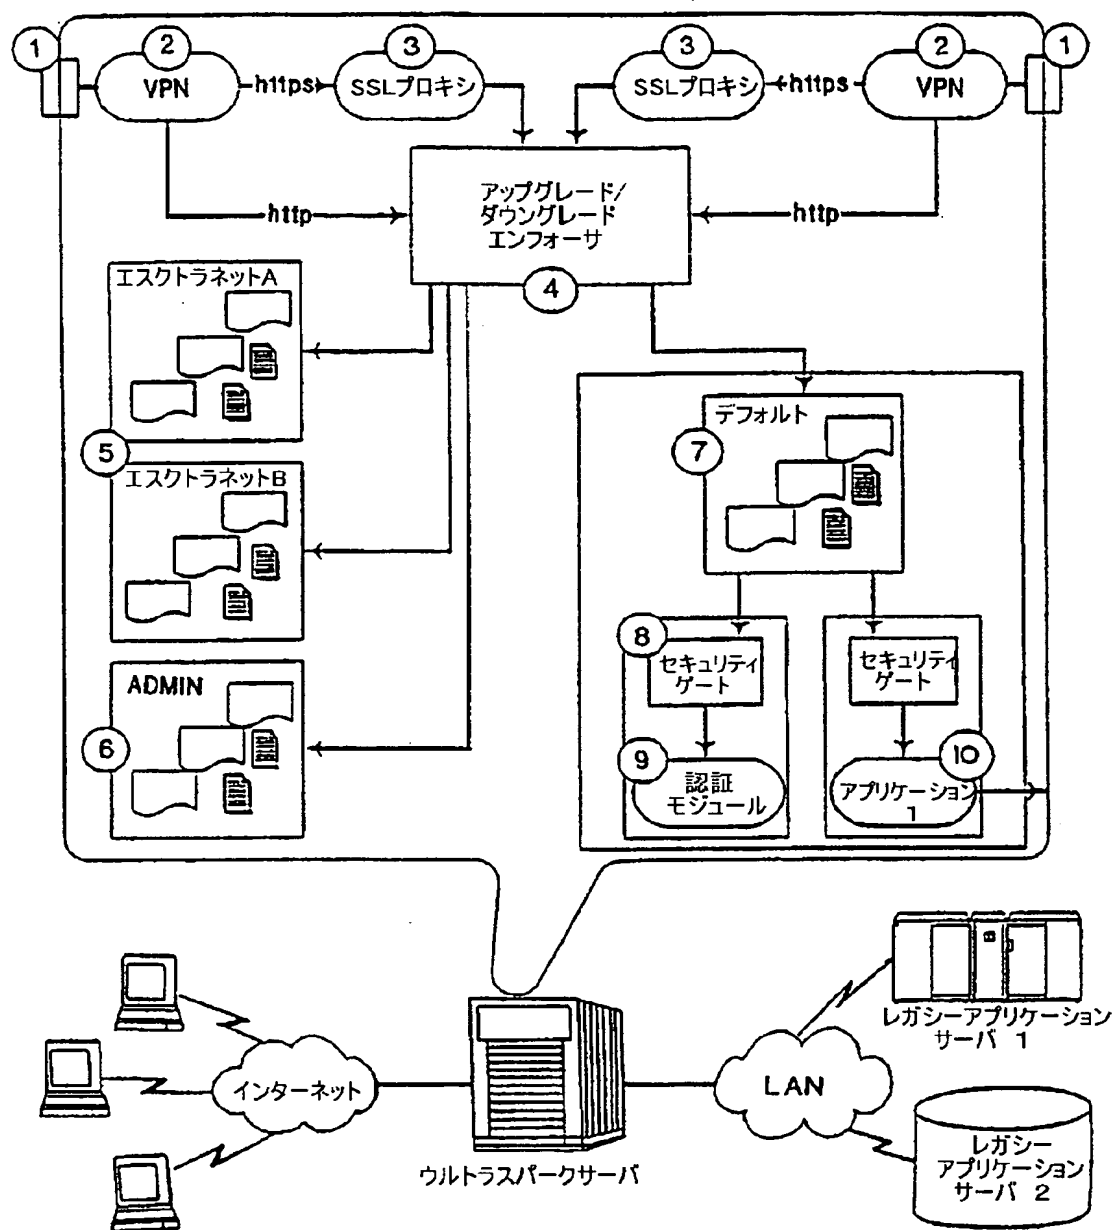 1
2
VPN
https
3
SSLプロキシ
3
SSLプロキシ
https
2
VPN
1
http
アップグレード/
ダウングレード
エンフォーサ
4
http
エスクトラネットA
5
エスクトラネットB
ADMIN
6
デフォルト
7
8
セキュリティ
ゲート
9
認証
モジュール
セキュリティ
ゲート
10
アプリケーション
1
インターネット
ウルトラスパークサーバ
LAN
レガシーアプリケーション
サーバ 1
レガシー
アプリケーション
サーバ 2